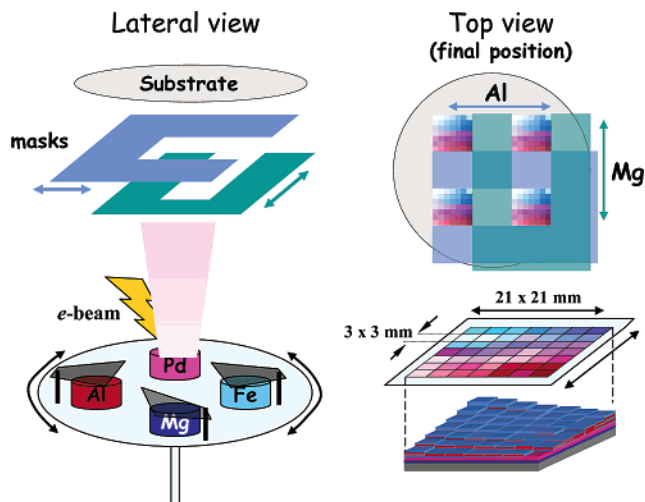 Lateral view
Substrate
masks
e-beam
Pd
Al
Fe
Mg
Top view
(final position)
Al
Mg
21 x 21 mm
3 x 3 mm